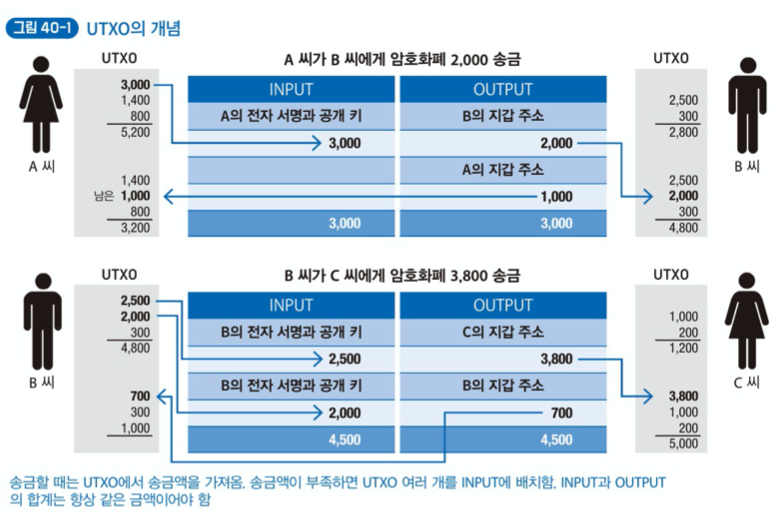 그림 40-1 UTXO의 개념
A 씨가 B 씨에게 암호화폐 2,000 송금
UTXO
3,000
1,400
800
5,200
A 씨
1,400
남은 1,000
800
3,200
INPUT OUTPUT
A의 전자 서명과 공개 키 B의 지갑 주소
3,000 2,000
A의 지갑 주소
1,000
3,000 3,000
UTXO
2,500
300
2,800
B 씨
2,500
2,000
300
4,800
B 씨가 C 씨에게 암호화폐 3,800 송금
UTXO
2,500
2,000
300
4,800
B 씨
700
300
1,000
INPUT OUTPUT
B의 전자 서명과 공개 키 C의 지갑 주소
2,500 3,800
B의 전자 서명과 공개 키 B의 지갑 주소
2,000 700
4,500 4,500
UTXO
1,000
200
1,200
C 씨
3,800
1,000
200
5,000
송금할 때는 UTXO에서 송금액을 가져옴. 송금액이 부족하면 UTXO 여러 개를 INPUT에 배치함. INPUT과 OUTPUT
의 합계는 항상 같은 금액이어야 함